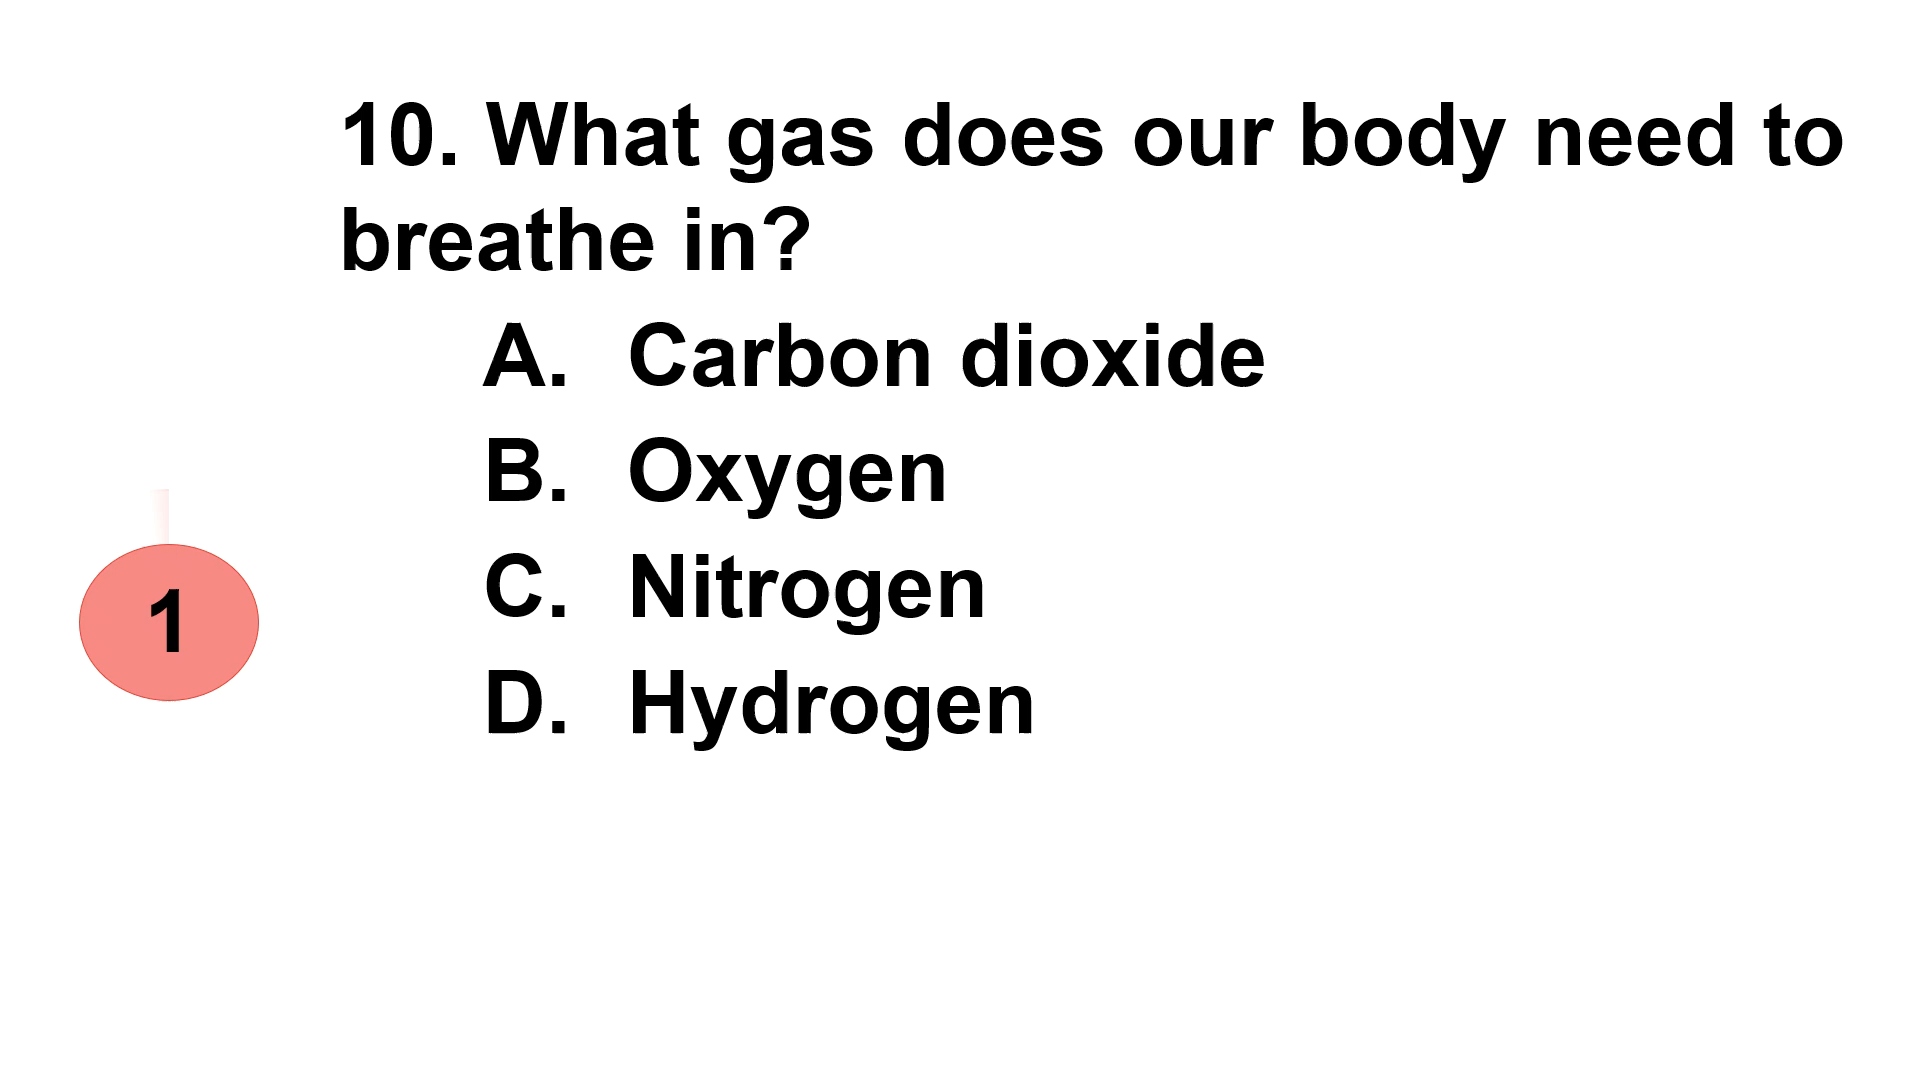 10. What gas does our body need to
breathe in?
A. Carbon dioxide
B. Oxygen
C. Nitrogen
D. Hydrogen
1